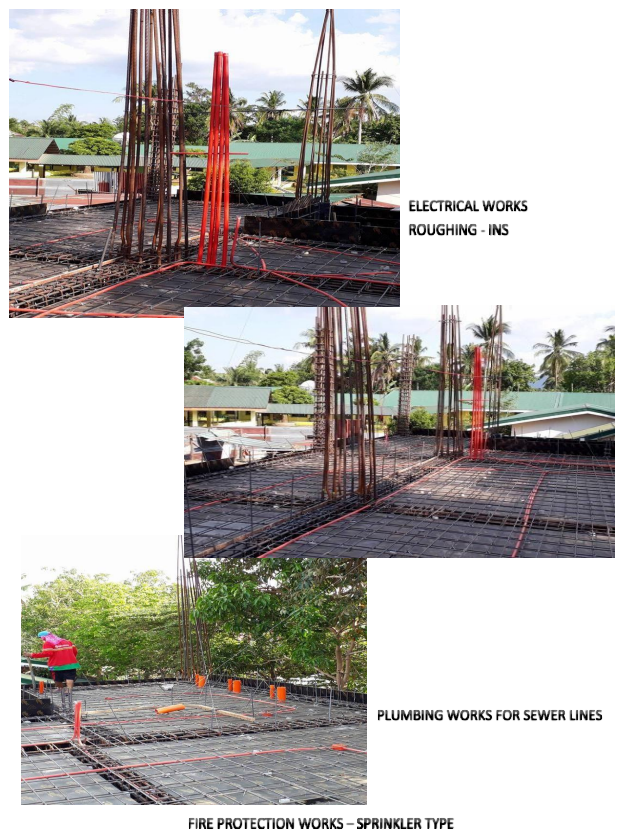 ELECTRICAL WORKS
ROUGHING - INS
PLUMBING WORKS FOR SEWER LINES
FIRE PROTECTION WORKS – SPRINKLER TYPE